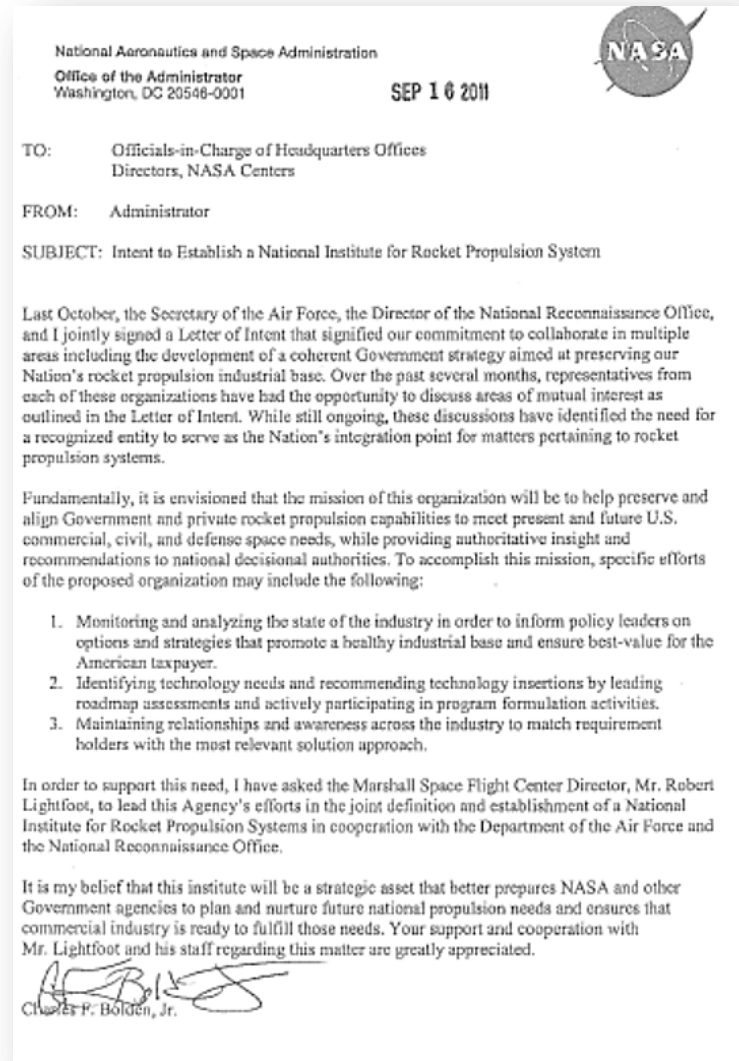 National Aeronautics and Space Administration
Office of the Administrator
Washington, DC 20546-0001
SEP 16 2011
NASA
TO: Officials-in-Charge of Headquarters Offices
Directors, NASA Centers
FROM: Administrator
SUBJECT: Intent to Establish a National Institute for Rocket Propulsion System
Last October, the Secretary of the Air Force, the Director of the National Reconnaissance Office,
and I jointly signed a Letter of Intent that signified our commitment to collaborate in multiple
areas including the development of a coherent Government strategy aimed at preserving our
Nation's rocket propulsion industrial base. Over the past several months, representatives from
each of these organizations have had the opportunity to discuss areas of mutual interest as
outlined in the Letter of Intent. While still ongoing, these discussions have identified the need for
a recognized entity to serve as the Nation's integration point for matters pertaining to rocket
propulsion systems.
Fundamentally, it is envisioned that the mission of this organization will be to help preserve and
align Government and private rocket propulsion capabilities to meet present and future U.S.
commercial, civil, and defense space needs, while providing authoritative insight and
recommendations to national decisional authorities. To accomplish this mission, specific efforts
of the proposed organization may include the following:
1. Monitoring and analyzing the state of the industry in order to inform policy leaders on
options and strategies that promote a healthy industrial base and ensure best-value for the
American taxpayer.
2. Identifying technology needs and recommending technology insertions by leading
roadmap assessments and actively participating in program formulation activities.
3. Maintaining relationships and awareness across the industry to match requirement
holders with the most relevant solution approach.
In order to support this need, I have asked the Marshall Space Flight Center Director, Mr. Robert
Lightfoot, to lead this Agency's efforts in the joint definition and establishment of a National
Institute for Rocket Propulsion Systems in cooperation with the Department of the Air Force and
the National Reconnaissance Office.
It is my belief that this institute will be a strategic asset that better prepares NASA and other
Government agencies to plan and nurture future national propulsion needs and ensures that
commercial industry is ready to fulfill those needs. Your support and cooperation with
Mr. Lightfoot and his staff regarding this matter are greatly appreciated.
Charles F. Bolden, Jr.